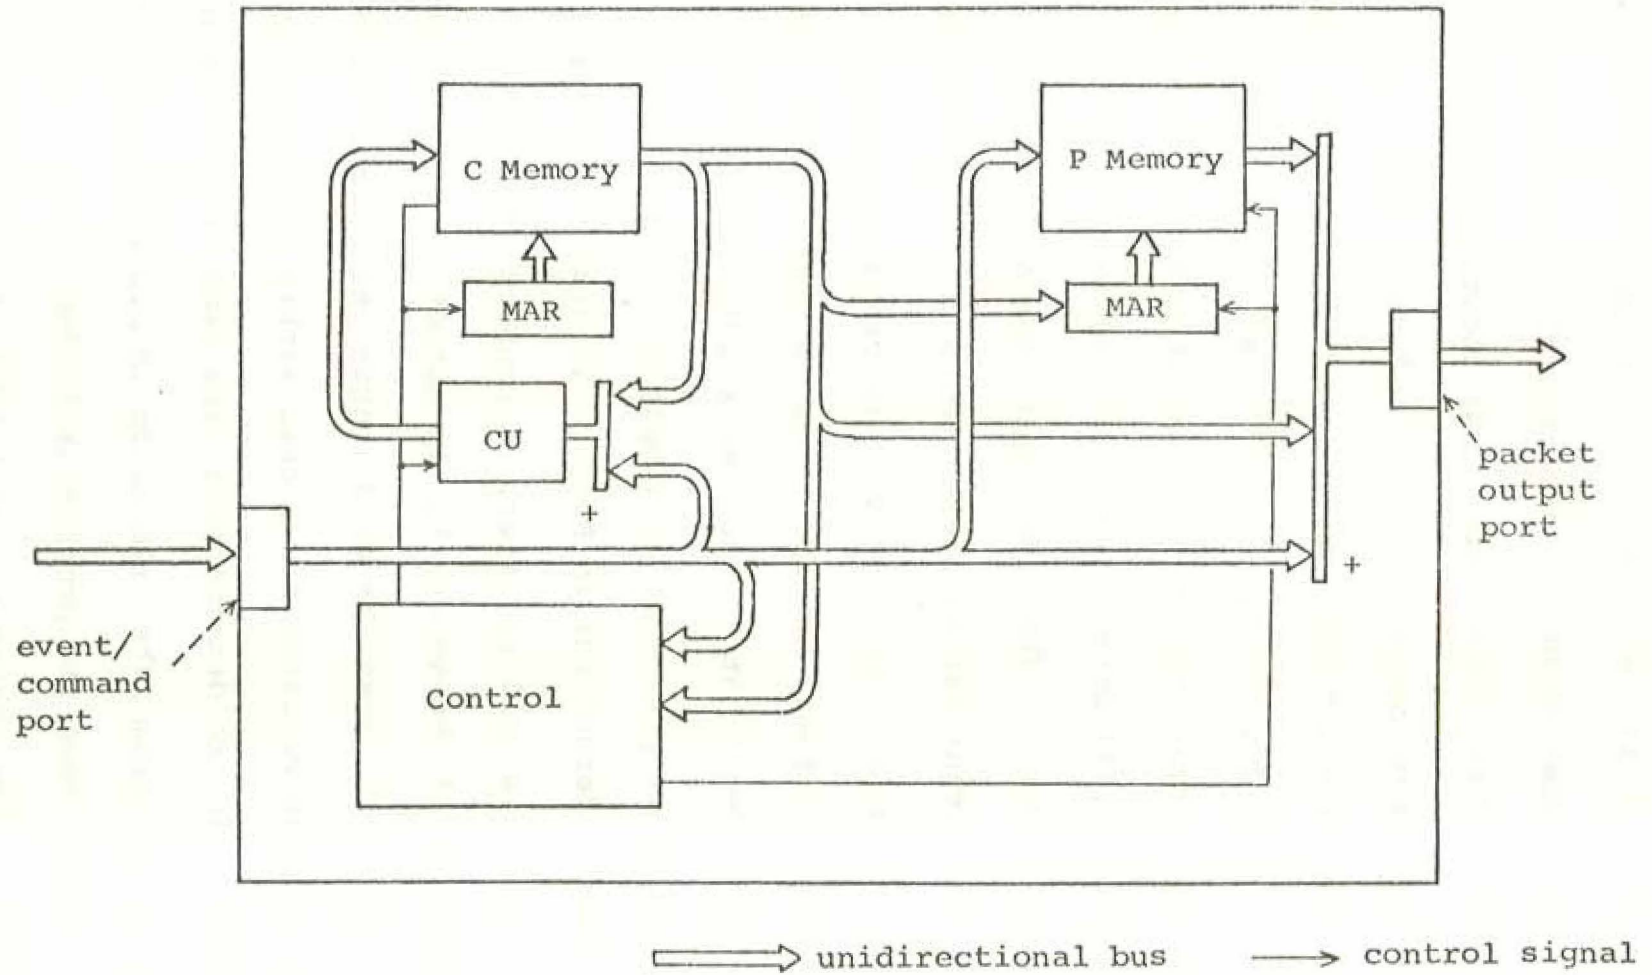 C Memory
P Memory
MAR
MAR
CU
+
+
packet
output
port
event/
command
port
Control
unidirectional bus
control signal